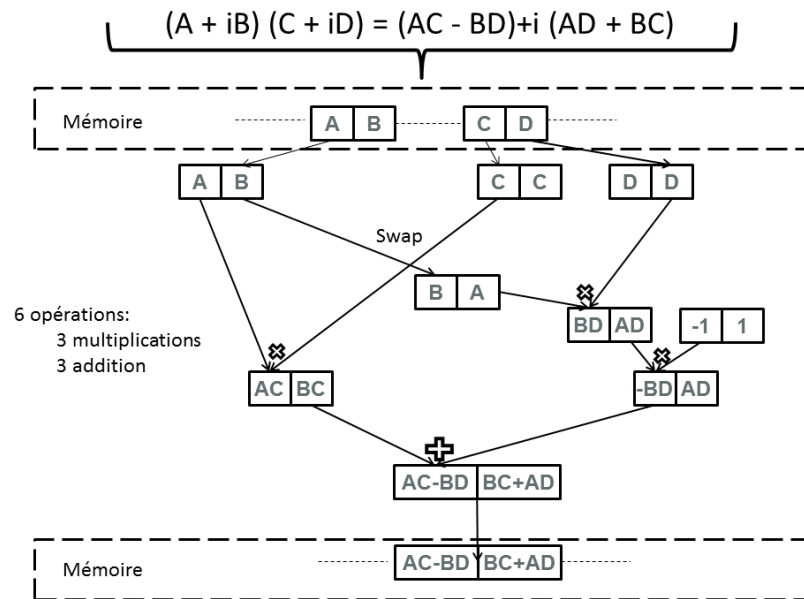 (A + iB) (C + iD) = (AC - BD)+i (AD + BC)
Mémoire
A B
C D
A B
C C
D D
Swap
B A
6 opérations:
3 multiplications
3 addition
BD AD
-1 1
AC BC
-BD AD
AC-BD BC+AD
Mémoire
AC-BD BC+AD